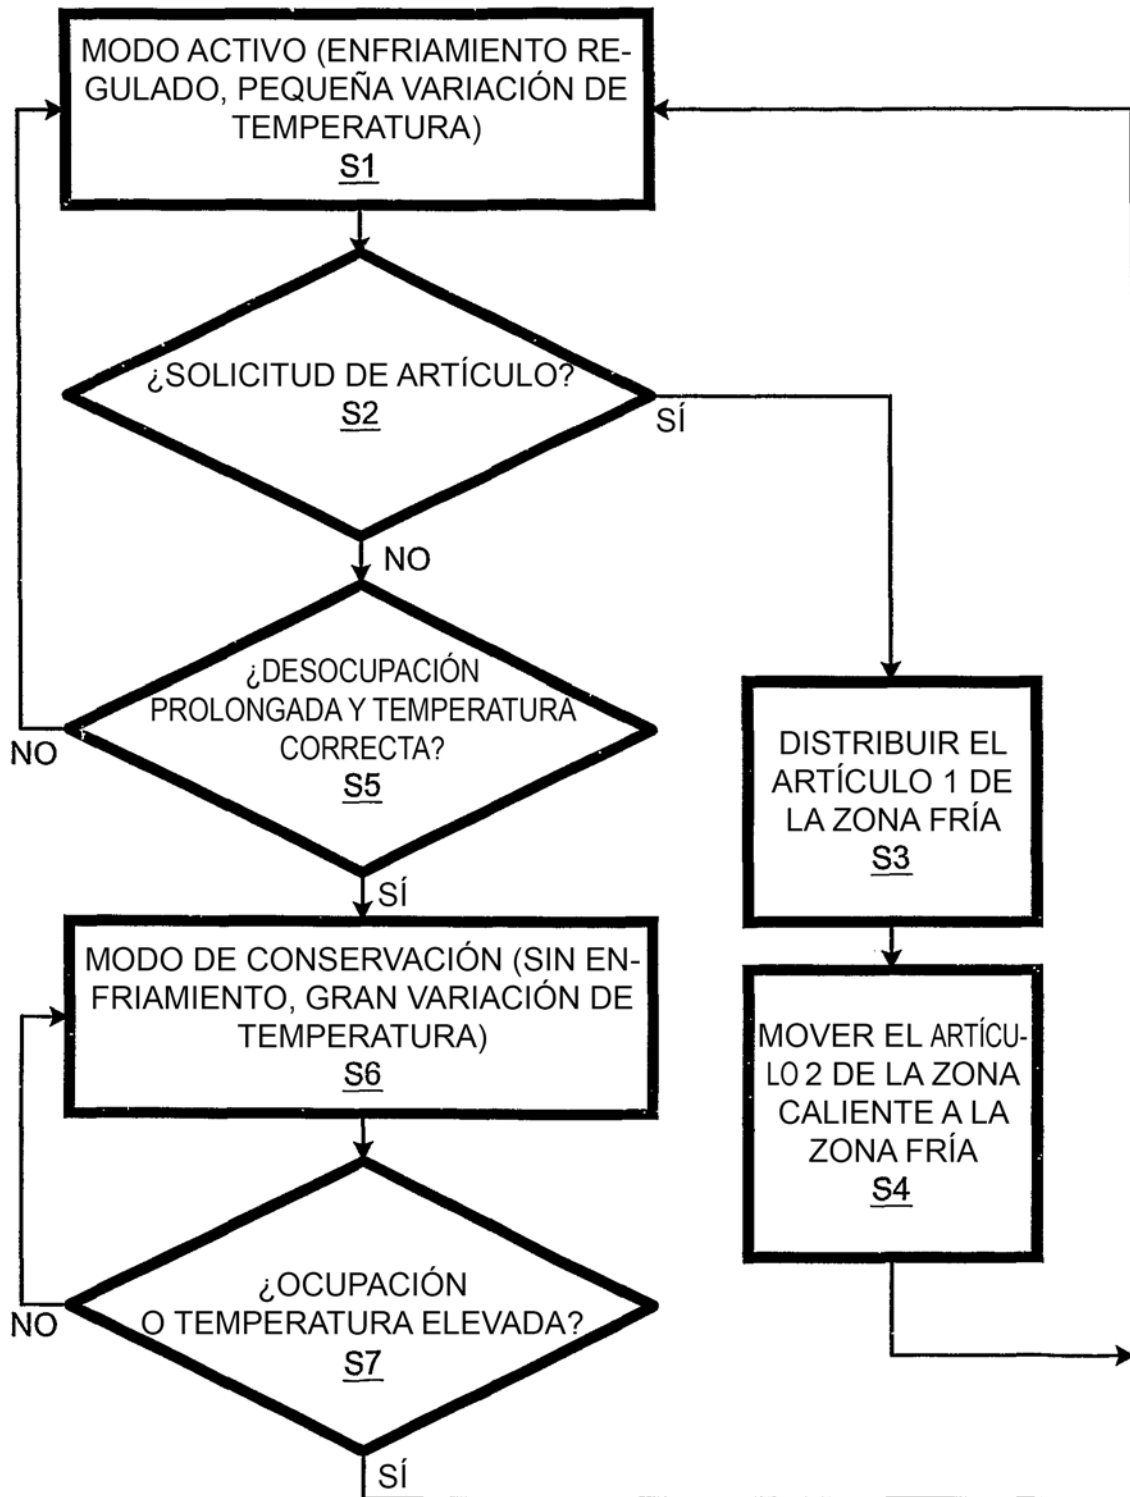 MODO ACTIVO (ENFRIAMIENTO RE-
GULADO, PEQUEÑA VARIACIÓN DE
TEMPERATURA)
S1
¿SOLICITUD DE ARTÍCULO?
S2
SÍ
NO
¿DESOCUPACIÓN
PROLONGADA Y TEMPERATURA
CORRECTA?
S5
NO
SÍ
DISTRIBUIR EL
ARTÍCULO 1 DE
LA ZONA FRÍA
S3
MODO DE CONSERVACIÓN (SIN EN-
FRIAMIENTO, GRAN VARIACIÓN DE
TEMPERATURA)
S6
MOVER EL ARTÍCU-
LO 2 DE LA ZONA
CALIENTE A LA
ZONA FRÍA
S4
¿OCUPACIÓN
O TEMPERATURA ELEVADA?
S7
NO
SÍ